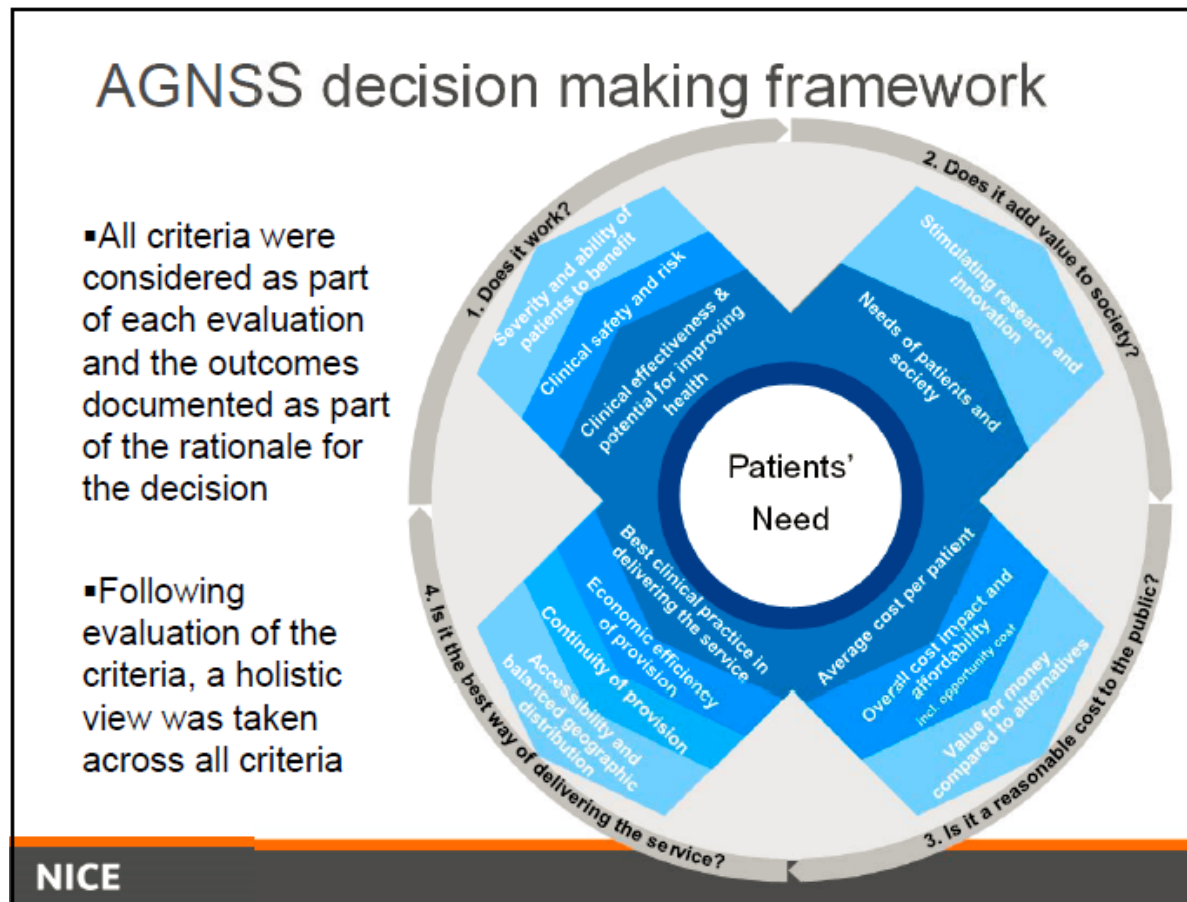 AGNSS decision making framework
▪All criteria were
considered as part
of each evaluation
and the outcomes
documented as part
of the rationale for
the decision
▪Following
evaluation of the
criteria, a holistic
view was taken
across all criteria
1. Does it work?
Severity and ability of
patients to benefit
Clinical safety and risk
Clinical effectiveness &
potential for improving
health
2. Does it add value to society?
Stimulating research and
innovation
Needs of patients and
society
Patients'
Need
3. Is it a reasonable cost to the public?
Average cost per patient
Overall cost impact and
affordability
incl. opportunity cost
Value for money
compared to alternatives
4. Is it the best way of delivering the service?
Best clinical practice in
delivering the service
Economic efficiency
of provision
Continuity of provision
Accessibility and
balanced geographic
distribution
NICE